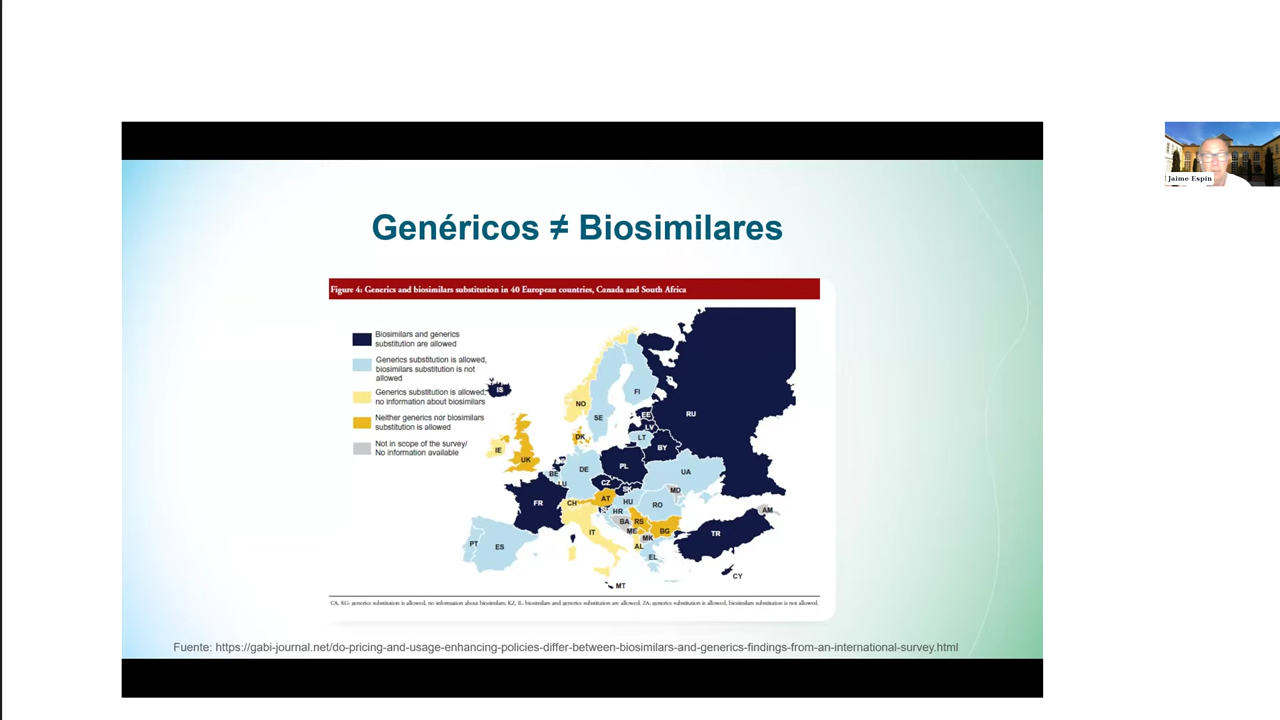 Genéricos ≠ Biosimilares
Figure 4: Generics and biosimilars substitution in 40 European countries, Canada and South Africa
Biosimilars and generics
substitution are allowed
Generics substitution is allowed,
biosimilars substitution is not
allowed
Generics substitution is allowed,
no information about biosimilars
Neither generics nor biosimilars
substitution is allowed
Not in scope of the survey/
No information available
IS
NO
SE
FI
RU
EE
LV
LT
DK
IE
UK
BY
BE
LU
DE
PL
CZ
SK
UA
FR
CH
AT
HU
MD
RO
HR
BA
RS
ME
BG
MK
AL
IT
PT
ES
EL
TR
AM
CY
MT
CA, KG: generics substitution is allowed, no information about biosimilars; KZ, IL: biosimilars and generics substitution are allowed; ZA: generics substitution is allowed, biosimilars substitution is not allowed.
Fuente: https://gabi-journal.net/do-pricing-and-usage-enhancing-policies-differ-between-biosimilars-and-generics-findings-from-an-international-survey.html
Jaime Espin